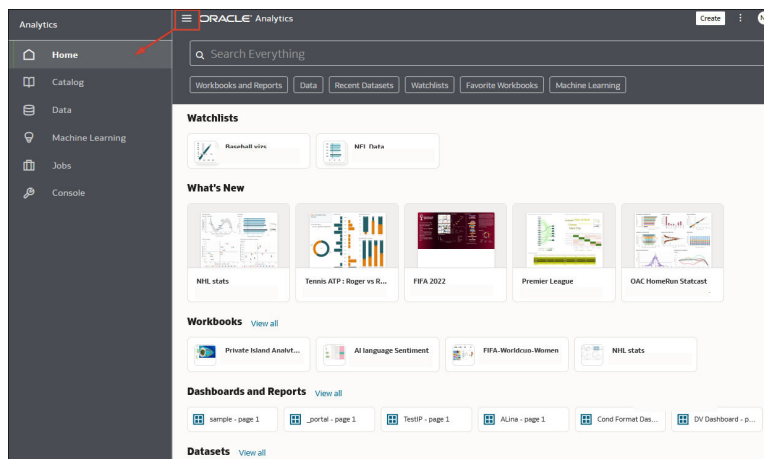 Analytics
ORACLE Analytics
Create
Home
Catalog
Data
Machine Learning
Jobs
Console
Search Everything
Workbooks and Reports
Data
Recent Datasets
Watchlists
Favorite Workbooks
Machine Learning
Watchlists
Baseball vizs
NFL Data
What's New
NHL stats
Tennis ATP : Roger vs R...
FIFA 2022
Premier League
OAC HomeRun Statcast
Workbooks View all
Private Island Analyt...
AI language Sentiment
FIFA-Worldcup-Women
NHL stats
Dashboards and Reports View all
sample - page 1
_portal - page 1
TestIP - page 1
ALina - page 1
Cond Format Das...
DV Dashboard - p...
Datasets View all